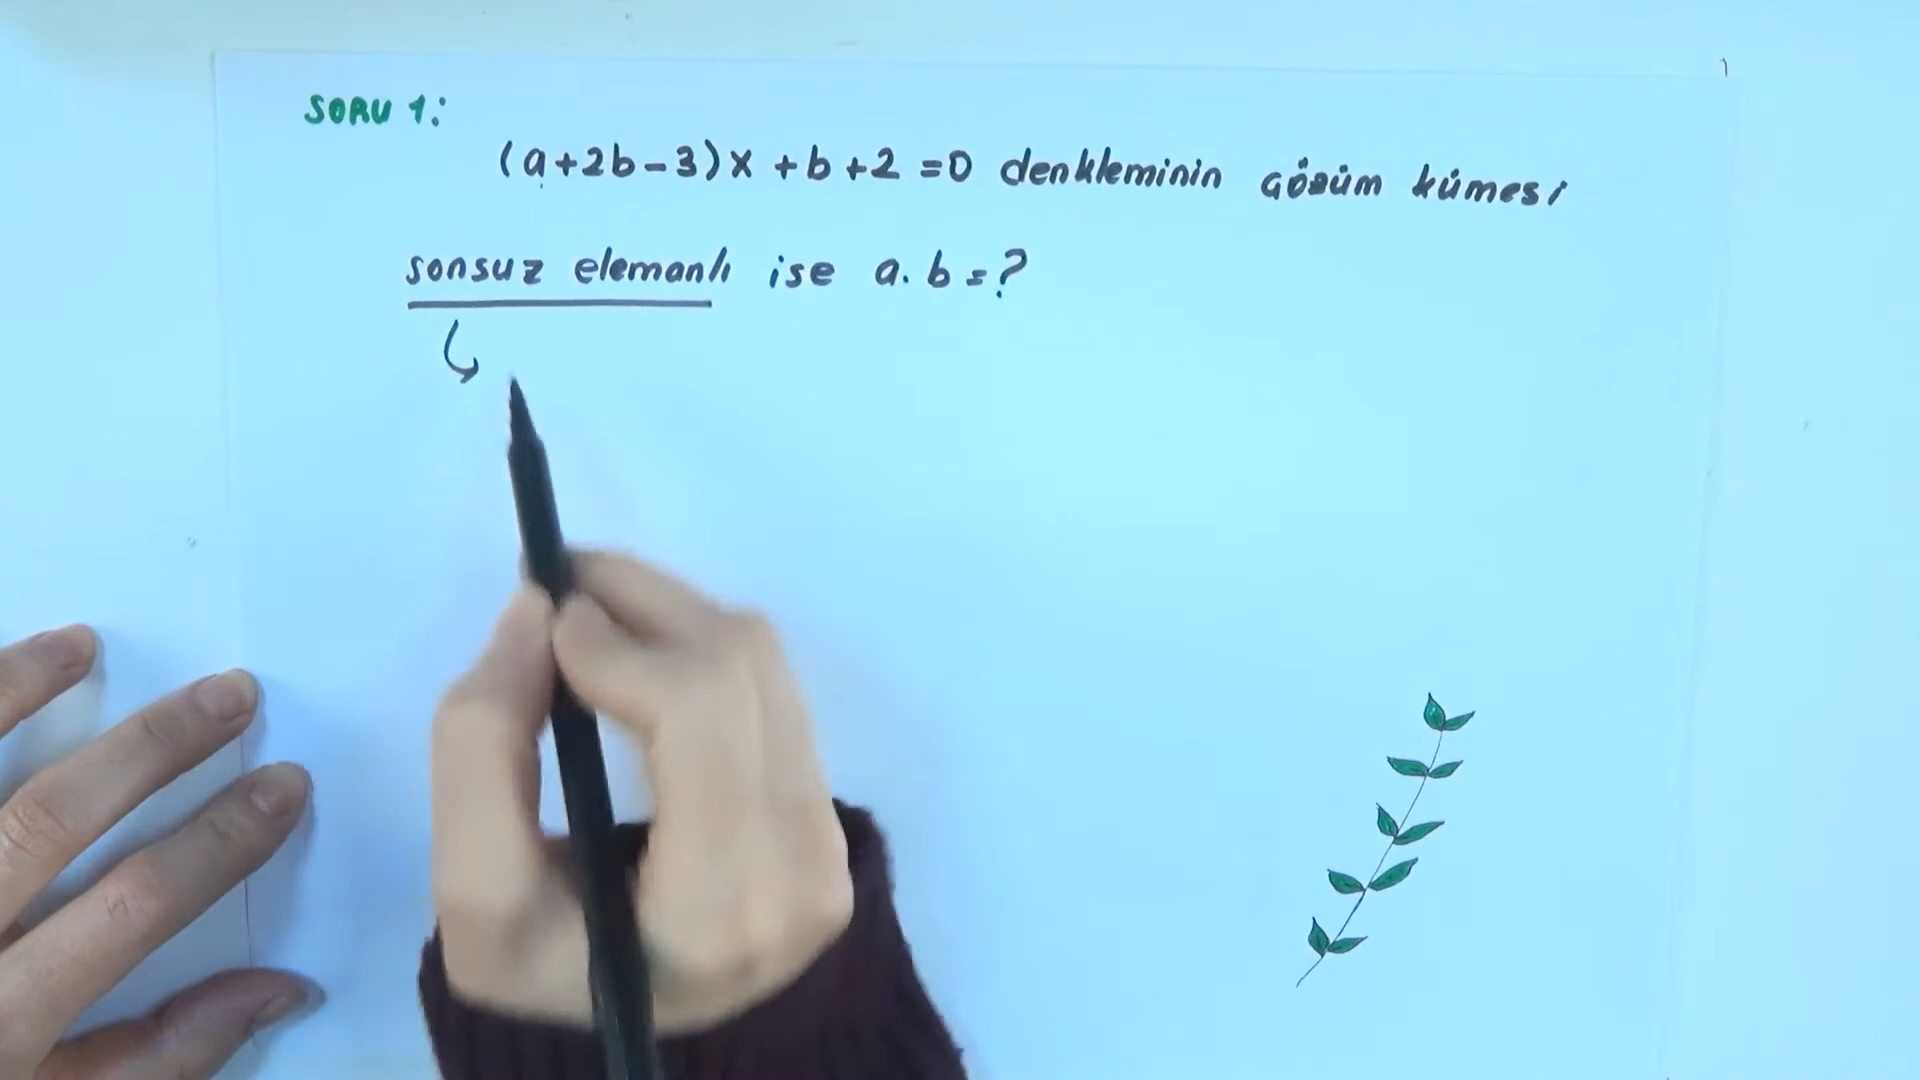 SORU 1:
(a+2b-3)x+b+2=0 denkleminin çözüm kümesi
sonsuz elemanlı ise a.b=?